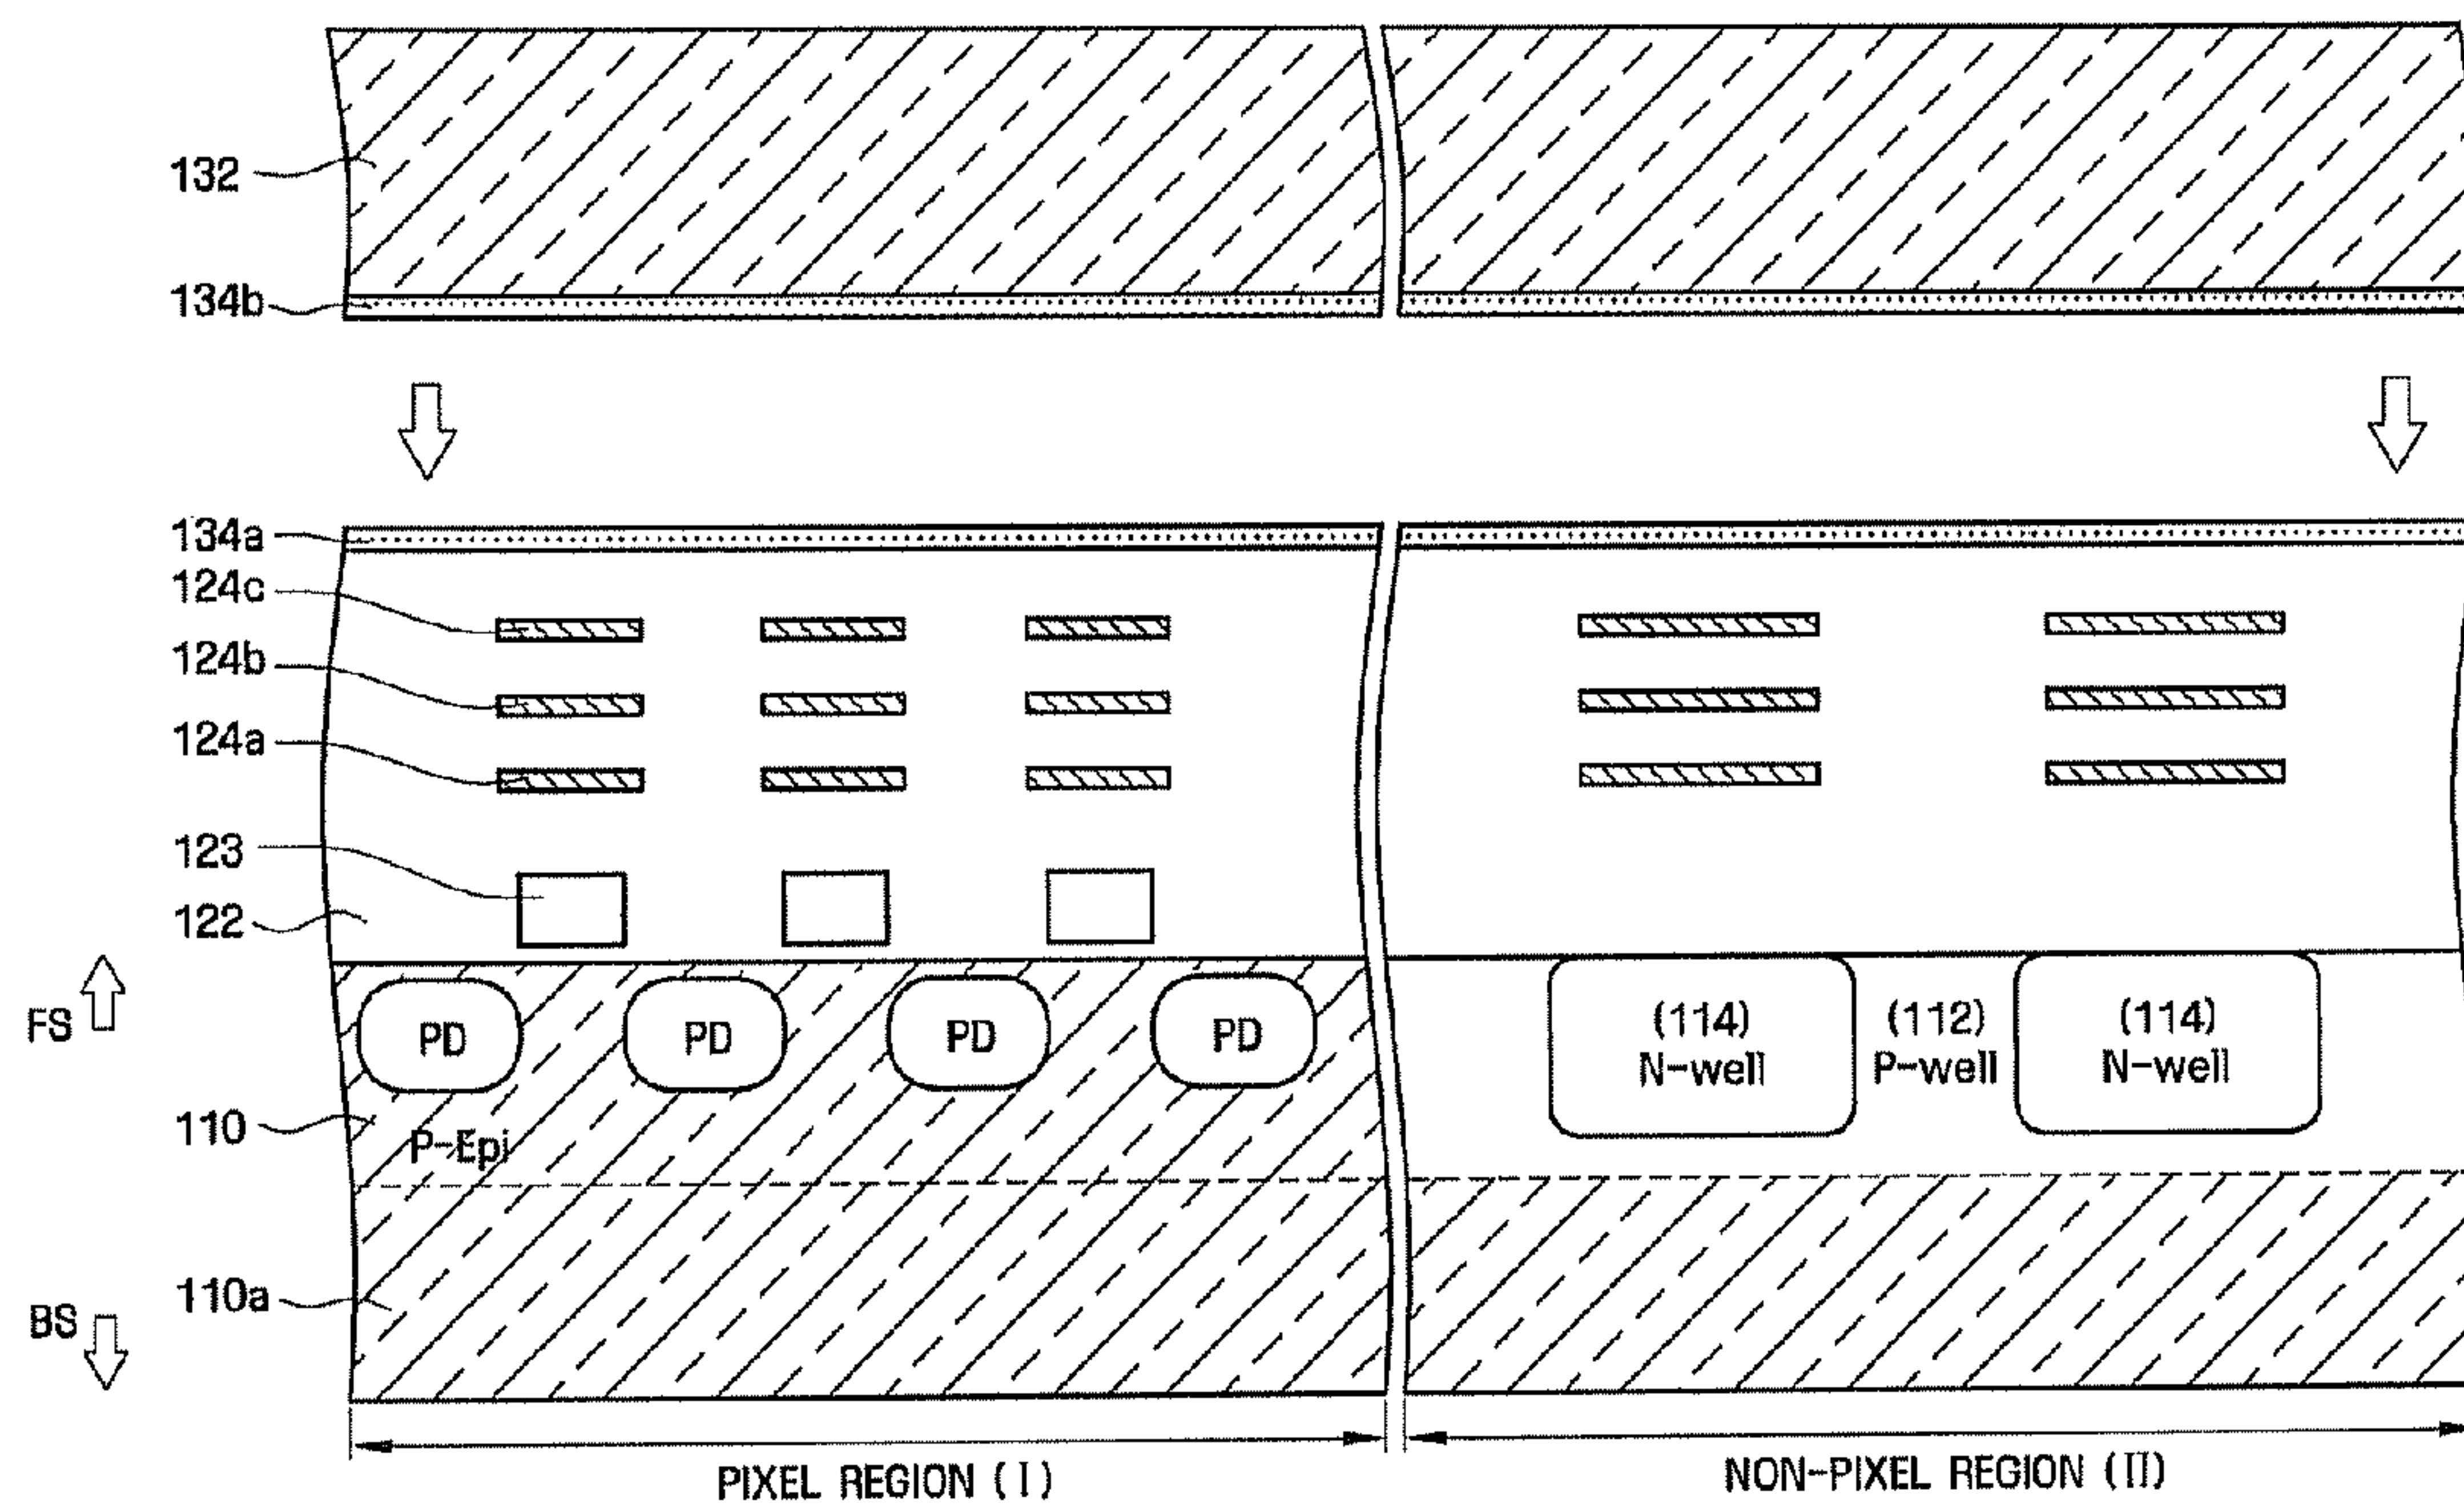 132
134b
134a
124c
124b
124a
123
122
FS
PD PD PD PD
(114) (112) (114)
N-well P-well N-well
110
P-Epi
110a
BS
PIXEL REGION (I) NON-PIXEL REGION (II)